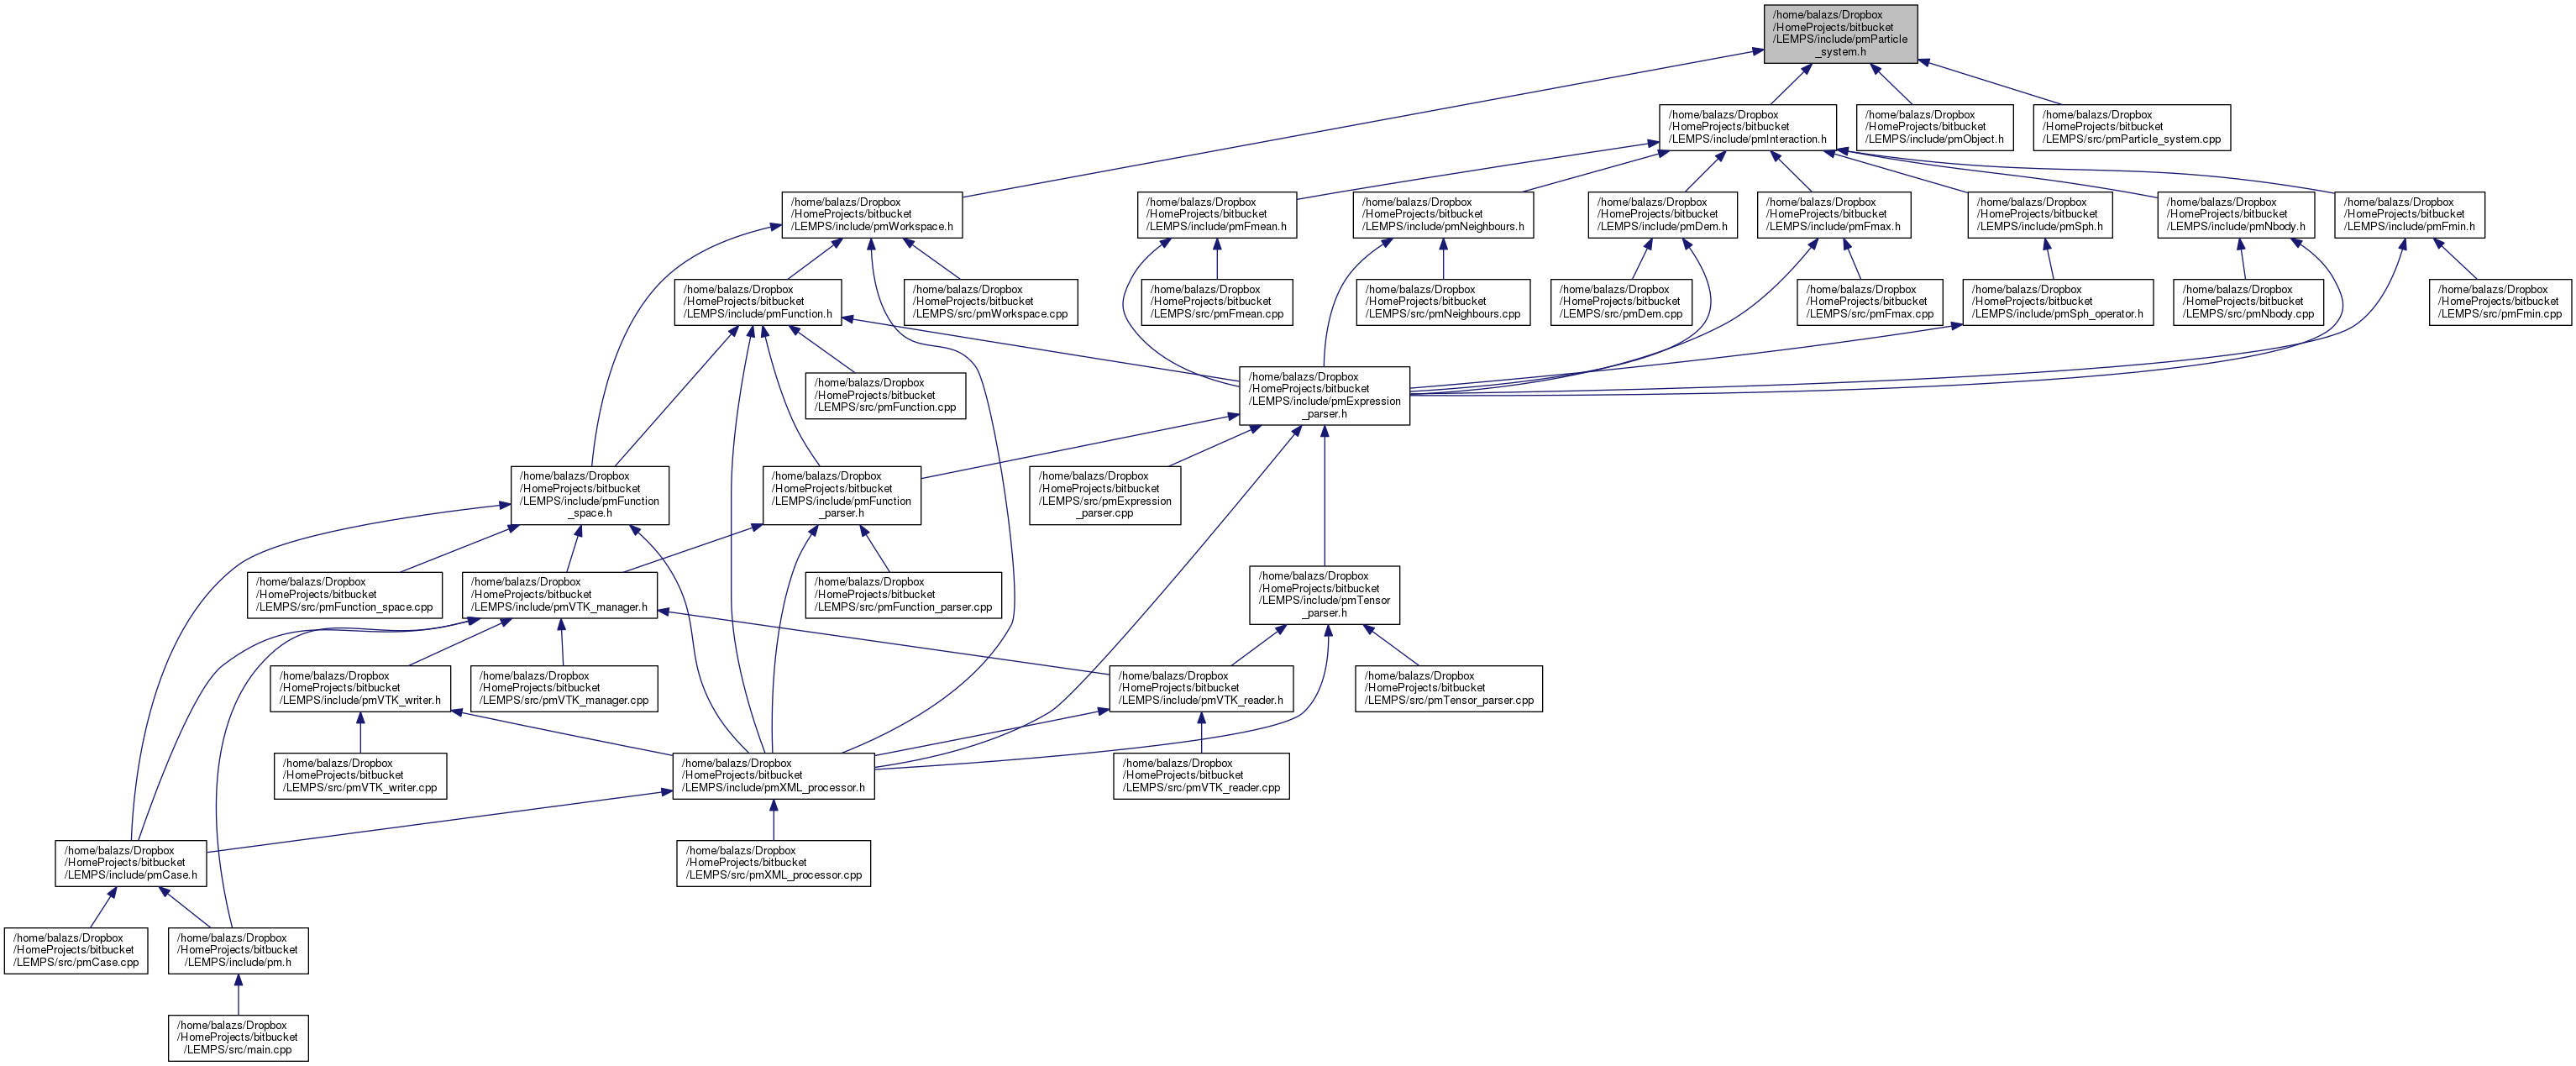 /home/balazs/Dropbox
/HomeProjects/bitbucket
/LEMPS/include/pmParticle
_system.h
/home/balazs/Dropbox
/HomeProjects/bitbucket
/LEMPS/include/pmInteraction.h
/home/balazs/Dropbox
/HomeProjects/bitbucket
/LEMPS/include/pmObject.h
/home/balazs/Dropbox
/HomeProjects/bitbucket
/LEMPS/src/pmParticle_system.cpp
/home/balazs/Dropbox
/HomeProjects/bitbucket
/LEMPS/include/pmWorkspace.h
/home/balazs/Dropbox
/HomeProjects/bitbucket
/LEMPS/include/pmFmean.h
/home/balazs/Dropbox
/HomeProjects/bitbucket
/LEMPS/include/pmNeighbours.h
/home/balazs/Dropbox
/HomeProjects/bitbucket
/LEMPS/include/pmDem.h
/home/balazs/Dropbox
/HomeProjects/bitbucket
/LEMPS/include/pmFmax.h
/home/balazs/Dropbox
/HomeProjects/bitbucket
/LEMPS/include/pmSph.h
/home/balazs/Dropbox
/HomeProjects/bitbucket
/LEMPS/include/pmNbody.h
/home/balazs/Dropbox
/HomeProjects/bitbucket
/LEMPS/include/pmFmin.h
/home/balazs/Dropbox
/HomeProjects/bitbucket
/LEMPS/include/pmFunction.h
/home/balazs/Dropbox
/HomeProjects/bitbucket
/LEMPS/src/pmWorkspace.cpp
/home/balazs/Dropbox
/HomeProjects/bitbucket
/LEMPS/src/pmFmean.cpp
/home/balazs/Dropbox
/HomeProjects/bitbucket
/LEMPS/src/pmNeighbours.cpp
/home/balazs/Dropbox
/HomeProjects/bitbucket
/LEMPS/src/pmDem.cpp
/home/balazs/Dropbox
/HomeProjects/bitbucket
/LEMPS/src/pmFmax.cpp
/home/balazs/Dropbox
/HomeProjects/bitbucket
/LEMPS/include/pmSph_operator.h
/home/balazs/Dropbox
/HomeProjects/bitbucket
/LEMPS/src/pmNbody.cpp
/home/balazs/Dropbox
/HomeProjects/bitbucket
/LEMPS/src/pmFmin.cpp
/home/balazs/Dropbox
/HomeProjects/bitbucket
/LEMPS/src/pmFunction.cpp
/home/balazs/Dropbox
/HomeProjects/bitbucket
/LEMPS/include/pmExpression
_parser.h
/home/balazs/Dropbox
/HomeProjects/bitbucket
/LEMPS/include/pmFunction
_space.h
/home/balazs/Dropbox
/HomeProjects/bitbucket
/LEMPS/include/pmFunction
_parser.h
/home/balazs/Dropbox
/HomeProjects/bitbucket
/LEMPS/src/pmExpression
_parser.cpp
/home/balazs/Dropbox
/HomeProjects/bitbucket
/LEMPS/src/pmFunction_space.cpp
/home/balazs/Dropbox
/HomeProjects/bitbucket
/LEMPS/include/pmVTK_manager.h
/home/balazs/Dropbox
/HomeProjects/bitbucket
/LEMPS/src/pmFunction_parser.cpp
/home/balazs/Dropbox
/HomeProjects/bitbucket
/LEMPS/include/pmTensor
_parser.h
/home/balazs/Dropbox
/HomeProjects/bitbucket
/LEMPS/include/pmVTK_writer.h
/home/balazs/Dropbox
/HomeProjects/bitbucket
/LEMPS/src/pmVTK_manager.cpp
/home/balazs/Dropbox
/HomeProjects/bitbucket
/LEMPS/include/pmVTK_reader.h
/home/balazs/Dropbox
/HomeProjects/bitbucket
/LEMPS/src/pmTensor_parser.cpp
/home/balazs/Dropbox
/HomeProjects/bitbucket
/LEMPS/src/pmVTK_writer.cpp
/home/balazs/Dropbox
/HomeProjects/bitbucket
/LEMPS/include/pmXML_processor.h
/home/balazs/Dropbox
/HomeProjects/bitbucket
/LEMPS/src/pmVTK_reader.cpp
/home/balazs/Dropbox
/HomeProjects/bitbucket
/LEMPS/include/pmCase.h
/home/balazs/Dropbox
/HomeProjects/bitbucket
/LEMPS/src/pmXML_processor.cpp
/home/balazs/Dropbox
/HomeProjects/bitbucket
/LEMPS/src/pmCase.cpp
/home/balazs/Dropbox
/HomeProjects/bitbucket
/LEMPS/include/pm.h
/home/balazs/Dropbox
/HomeProjects/bitbucket
/LEMPS/src/main.cpp